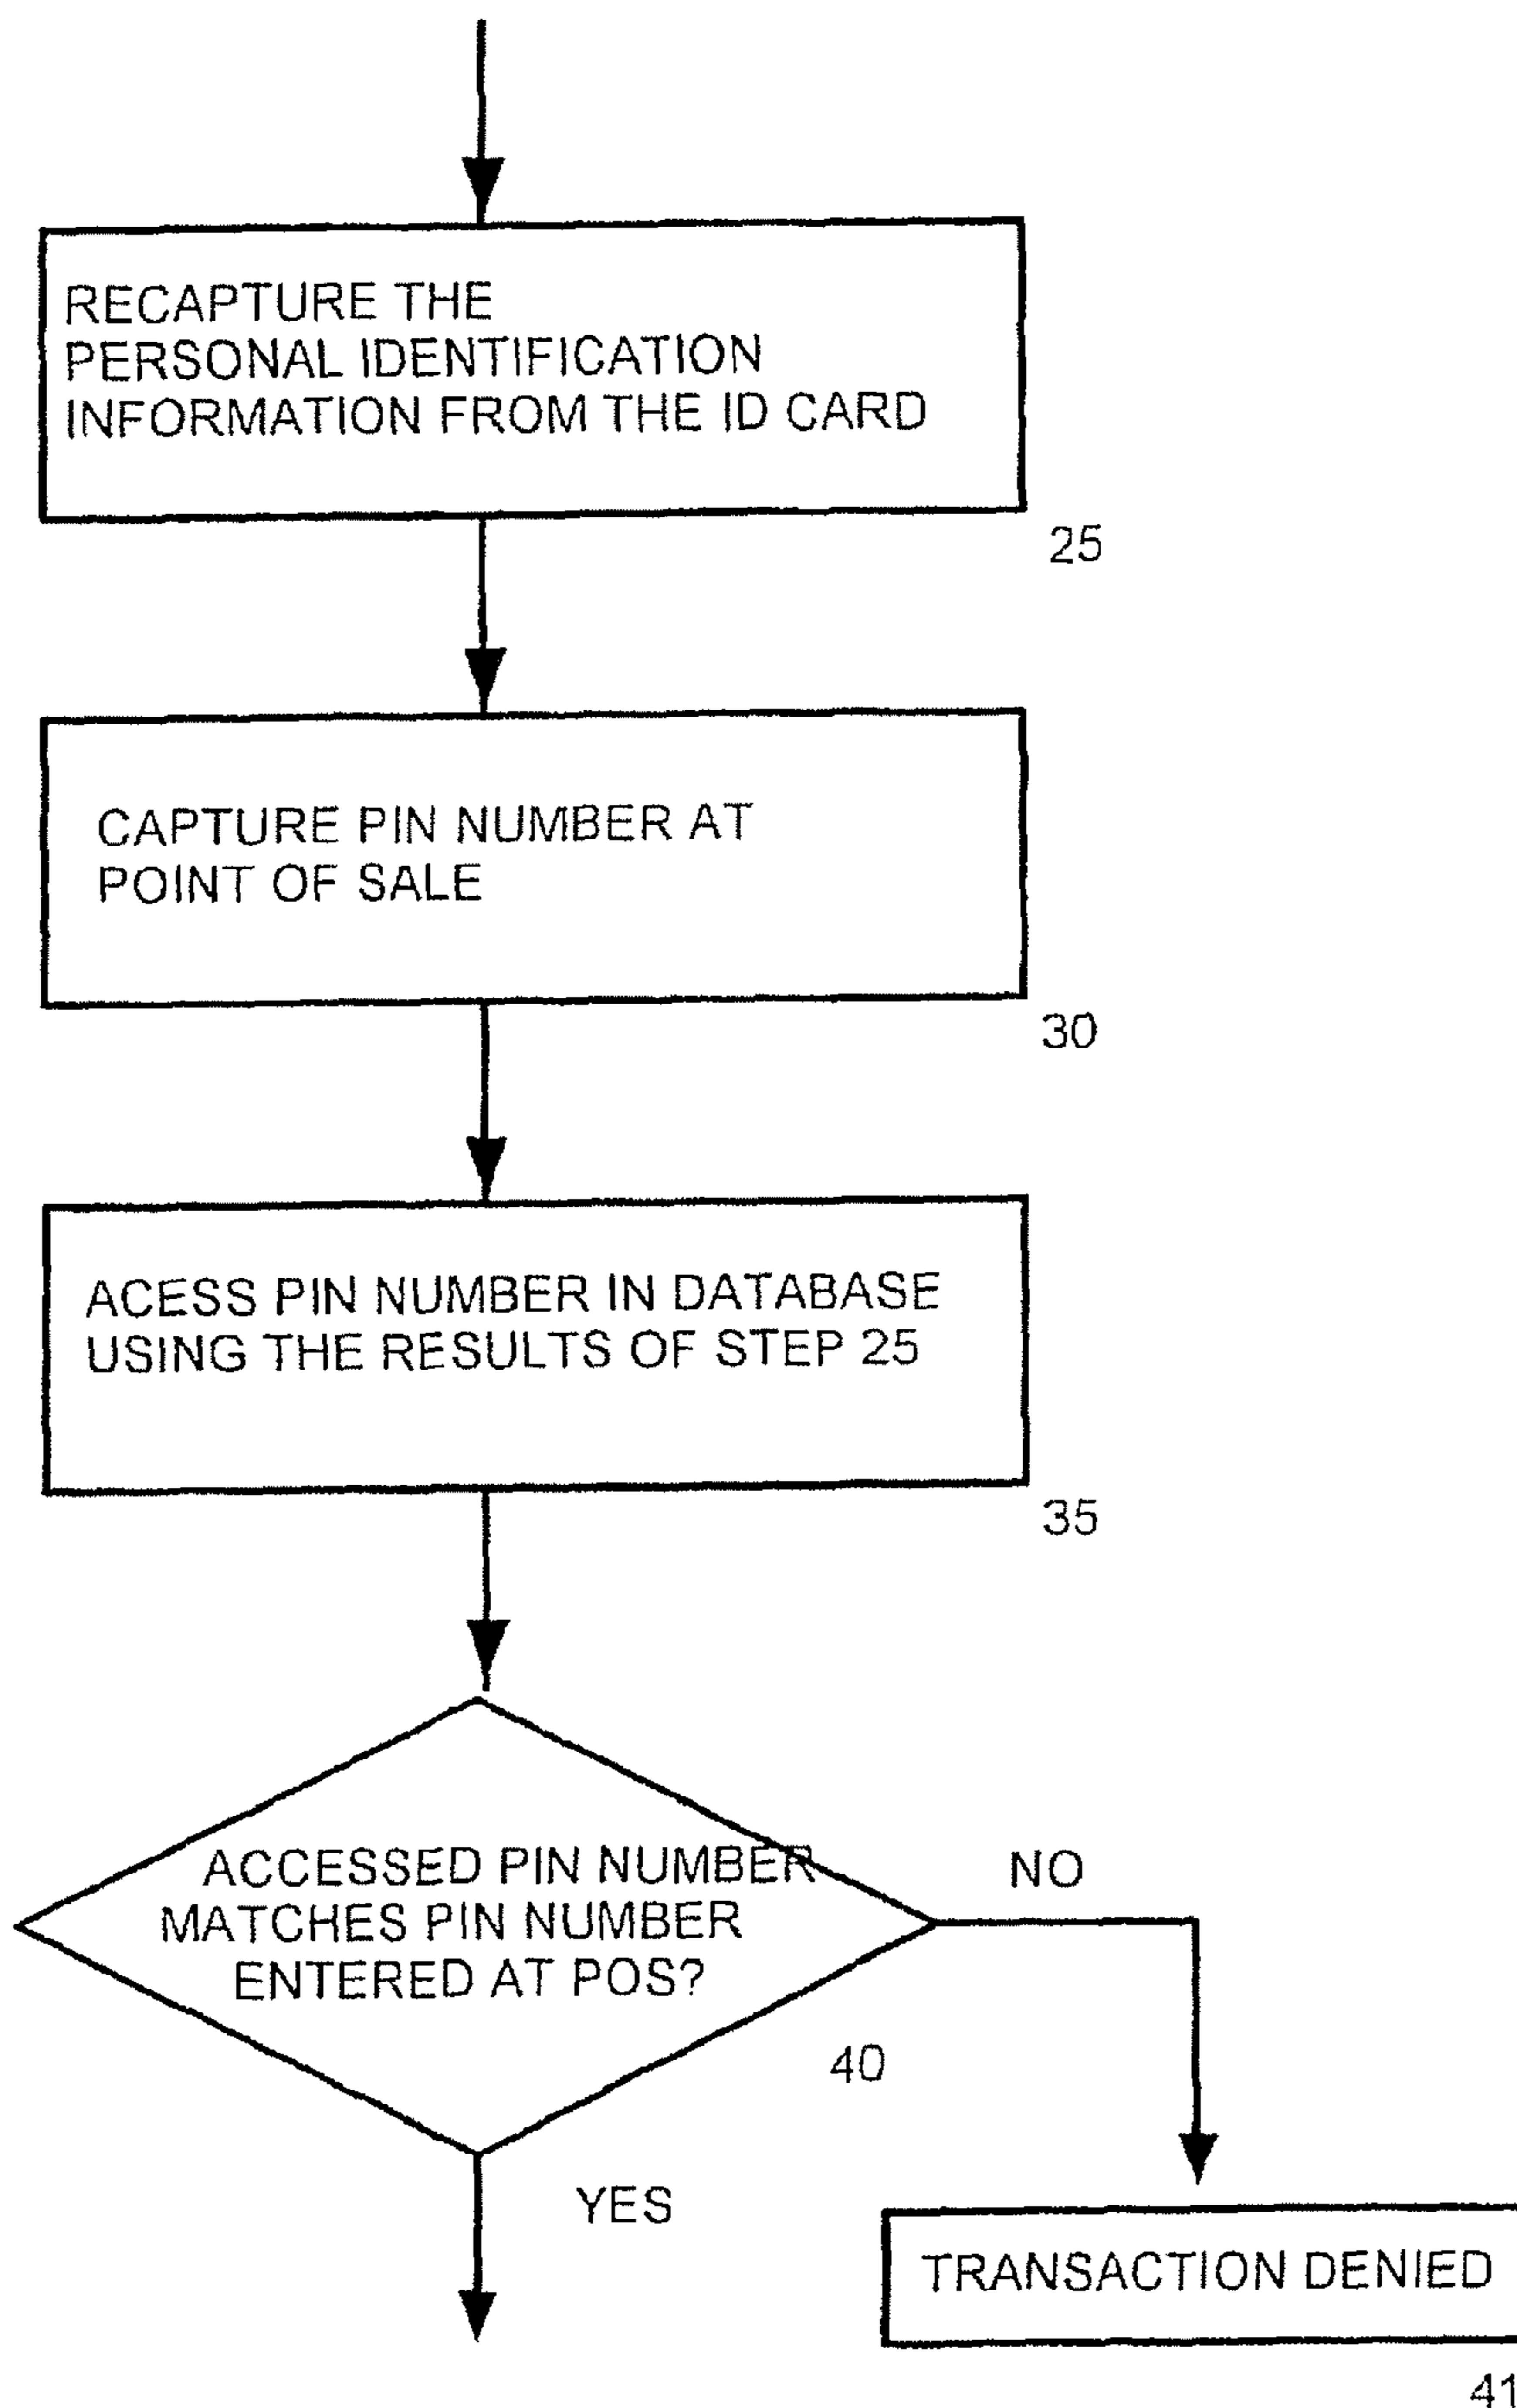 RECAPTURE THE
PERSONAL IDENTIFICATION
INFORMATION FROM THE ID CARD
25
CAPTURE PIN NUMBER AT
POINT OF SALE
30
ACESS PIN NUMBER IN DATABASE
USING THE RESULTS OF STEP 25
35
ACCESSED PIN NUMBER
MATCHES PIN NUMBER
ENTERED AT POS?
NO
40
YES
TRANSACTION DENIED
41